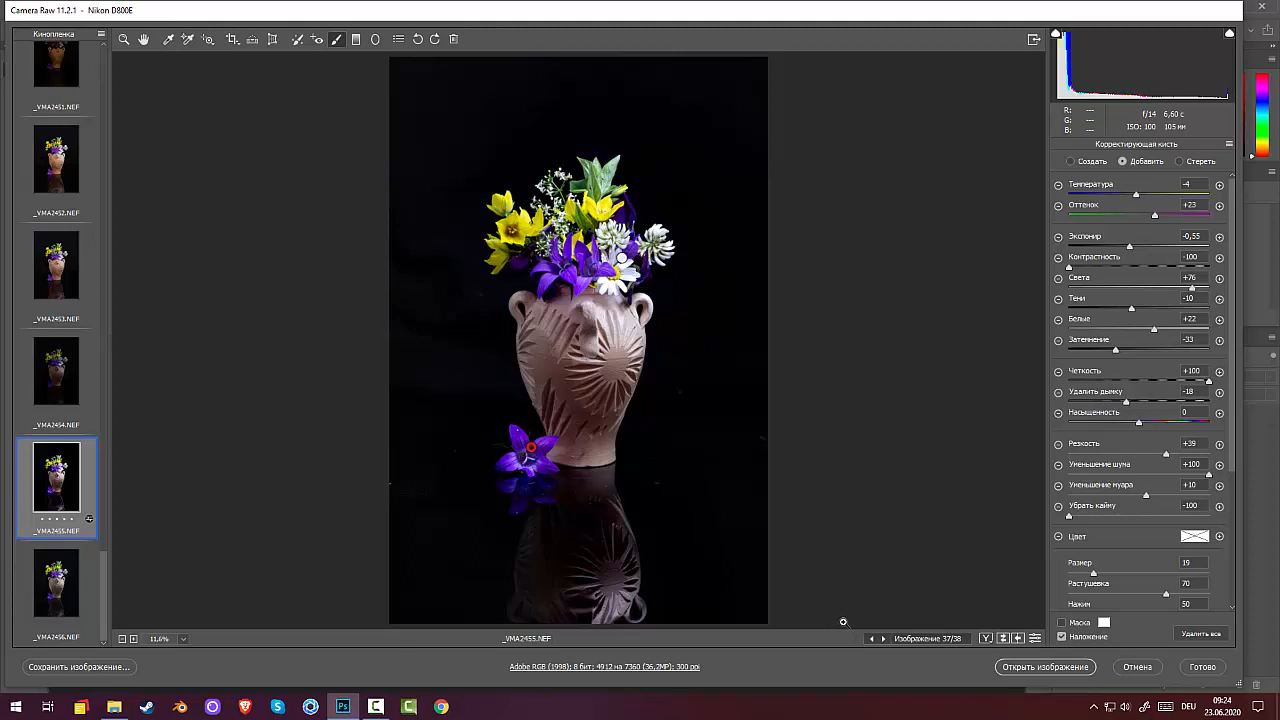 Camera Raw 11.2.1 - Nikon D800E
Кинопленка
_VMA2451.NEF
_VMA2452.NEF
_VMA2453.NEF
_VMA2454.NEF
_VMA2455.NEF
_VMA2456.NEF
11,6%
_VMA2455.NEF
Изображение 37/38
Сохранить изображение...
Adobe RGB (1998); 8 бит; 4912 на 7360 (36,2MP); 300 ppi
Открыть изображение
Отмена
Готово
R: ---
G: ---
B: ---
f/14 6,60 с
ISO: 100 105 мм
Корректирующая кисть
Создать Добавить Стереть
Температура -4
Оттенок +23
Экспонир -0,55
Контрастность -100
Света +76
Тени -10
Белые +22
Затемнение -33
Четкость +100
Удалить дымку -18
Насыщенность 0
Резкость +39
Уменьшение шума +100
Уменьшение муара +10
Убрать кайму -100
Цвет
Размер 19
Растушевка 70
Нажим 50
Маска
Наложение
Удалить все
Ps
DEU
09:24
23.06.2020